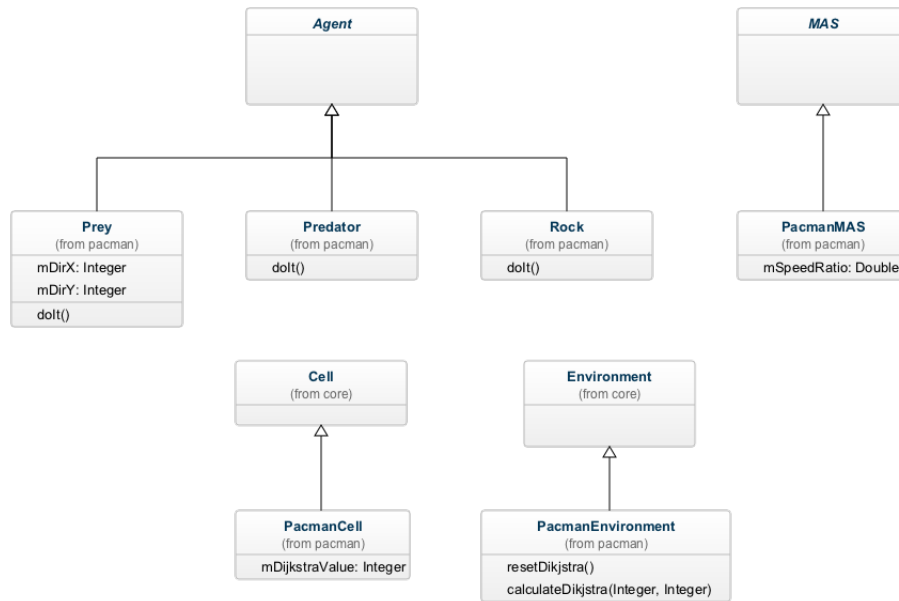 Agent
MAS
Prey
(from pacman)
mDirX: Integer
mDirY: Integer
doIt()
Predator
(from pacman)
doIt()
Rock
(from pacman)
doIt()
PacmanMAS
(from pacman)
mSpeedRatio: Double
Cell
(from core)
Environment
(from core)
PacmanCell
(from pacman)
mDijkstraValue: Integer
PacmanEnvironment
(from pacman)
resetDikjstra()
calculateDikjstra(Integer, Integer)